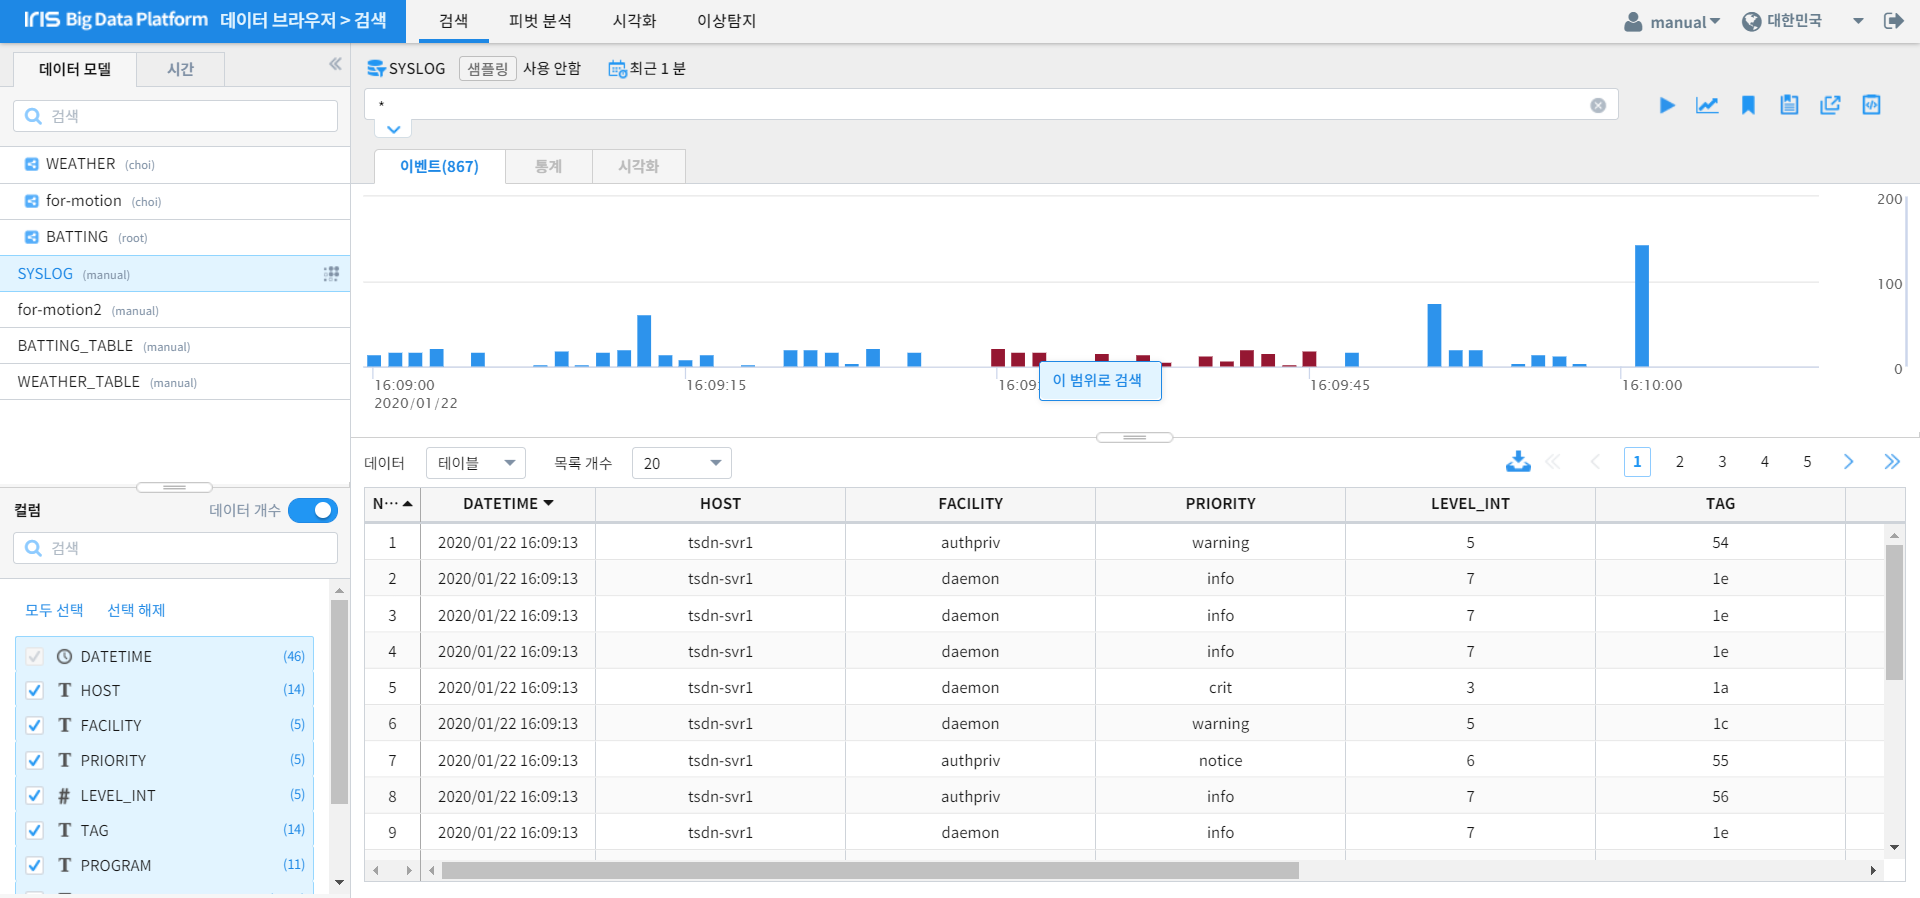 IRIS Big Data Platform 데이터 브라우저 > 검색
검색 피벗 분석 시각화 이상탐지
manual 대한민국
데이터 모델 시간
검색
WEATHER (choi)
for-motion (choi)
BATTING (root)
SYSLOG (manual)
for-motion2 (manual)
BATTING_TABLE (manual)
WEATHER_TABLE (manual)
컬럼 데이터 개수
검색
모두 선택 선택 해제
DATETIME (46)
T HOST (14)
T FACILITY (5)
T PRIORITY (5)
# LEVEL_INT (5)
T TAG (14)
T PROGRAM (11)
SYSLOG 샘플링 사용 안함 최근 1 분
*
이벤트(867) 통계 시각화
200
100
0
16:09:00 16:09:15 16:09: 16:09:45 16:10:00
2020/01/22
이 범위로 검색
데이터 테이블 목록 개수 20
1 2 3 4 5
N… DATETIME HOST FACILITY PRIORITY LEVEL_INT TAG
1 2020/01/22 16:09:13 tsdn-svr1 authpriv warning 5 54
2 2020/01/22 16:09:13 tsdn-svr1 daemon info 7 1e
3 2020/01/22 16:09:13 tsdn-svr1 daemon info 7 1e
4 2020/01/22 16:09:13 tsdn-svr1 daemon info 7 1e
5 2020/01/22 16:09:13 tsdn-svr1 daemon crit 3 1a
6 2020/01/22 16:09:13 tsdn-svr1 daemon warning 5 1c
7 2020/01/22 16:09:13 tsdn-svr1 authpriv notice 6 55
8 2020/01/22 16:09:13 tsdn-svr1 authpriv info 7 56
9 2020/01/22 16:09:13 tsdn-svr1 daemon info 7 1e